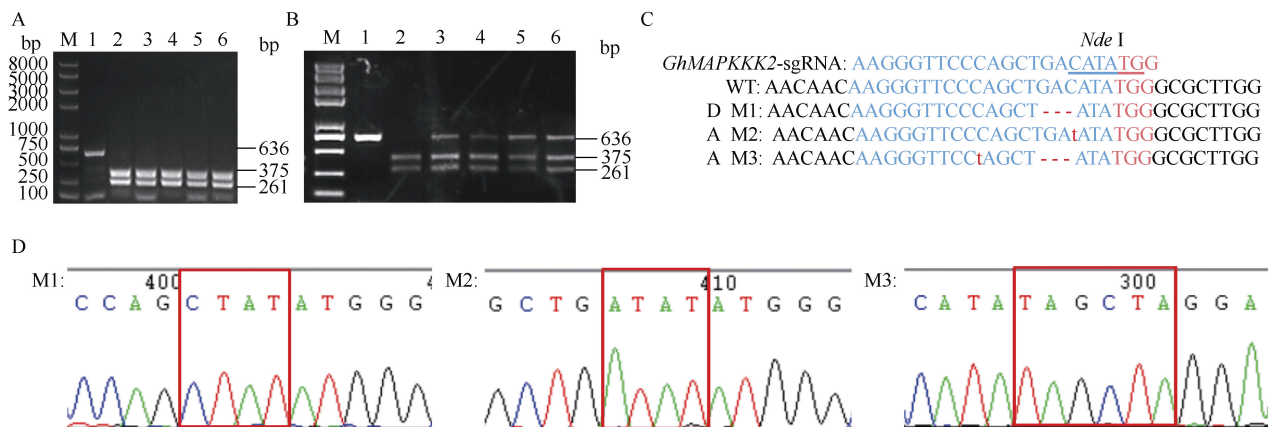 A
bp M 1 2 3 4 5 6 bp
8000
5000
3000
2000
1000
750
500
250
100
636
375
261
B
M 1 2 3 4 5 6 bp
636
375
261
C
Nde I
GhMAPKKK2-sgRNA: AAGGGTTCCCAGCTGACATATGG
WT: AACAACAAGGGTTCCCAGCTGACATATGGGCGCTTGG
D M1: AACAACAAGGGTTCCCAGCT---ATATGGGCGCTTGG
A M2: AACAACAAGGGTTCCCAGCTGAtATATGGGCGCTTGG
A M3: AACAACAAGGGTTCCtAGCT---ATATGGGCGCTTGG
D
M1:
400 4
C C A G C T A T A T G G G
M2:
410
G C T G A T A T A T G G G
M3:
300
C A T A T A G C T A G G A